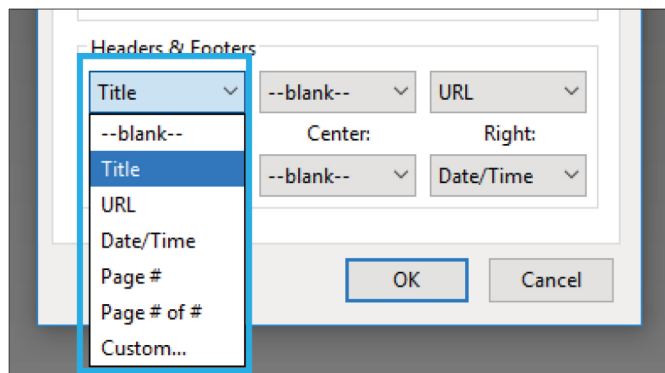 Headers & Footers
Title --blank-- URL
--blank-- Center: Right:
Title --blank-- Date/Time
URL
Date/Time
Page # OK Cancel
Page # of #
Custom...